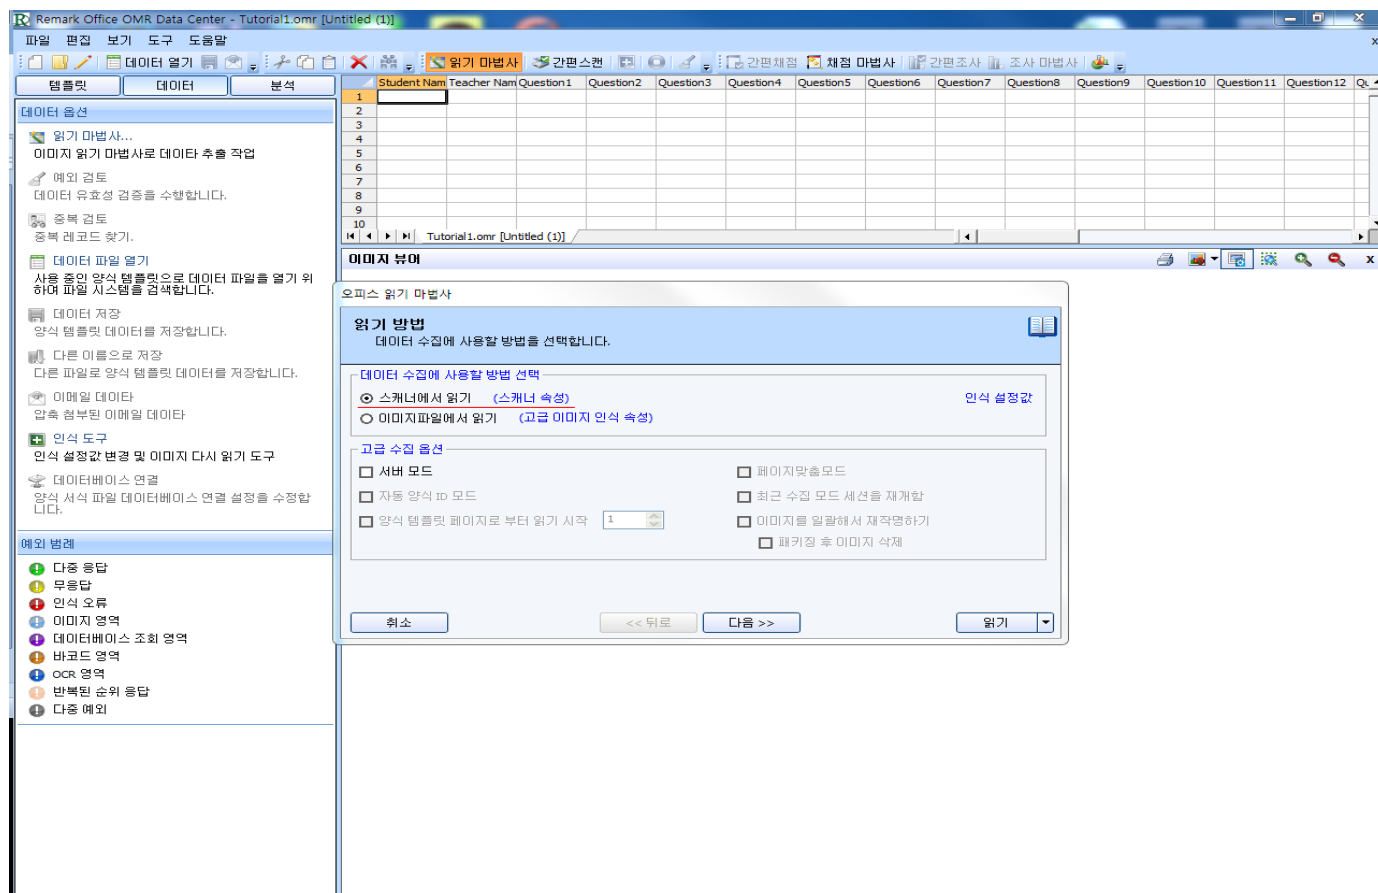 Remark Office OMR Data Center - Tutorial1.omr [Untitled (1)]
파일 편집 보기 도구 도움말
데이터 열기 읽기 마법사 간편스캔 간편채점 채점 마법사 간편조사 조사 마법사
템플릿 데이터 분석
Student Nam Teacher Nam Question1 Question2 Question3 Question4 Question5 Question6 Question7 Question8 Question9 Question10 Question11 Question12 Qu
1
2
3
4
5
6
7
8
9
10
Tutorial1.omr [Untitled (1)]
데이터 옵션
읽기 마법사...
이미지 읽기 마법사로 데이타 추출 작업
예외 검토
데이터 유효성 검증을 수행합니다.
중복 검토
중복 레코드 찾기.
데이터 파일 열기
사용 중인 양식 템플릿으로 데이터 파일을 열기 위
하여 파일 시스템을 검색합니다.
데이터 저장
양식 템플릿 데이터를 저장합니다.
다른 이름으로 저장
다른 파일로 양식 템플릿 데이터를 저장합니다.
이메일 데이타
압축 첨부된 이메일 데이타
인식 도구
인식 설정값 변경 및 이미지 다시 읽기 도구
데이터베이스 연결
양식 서식 파일 데이터베이스 연결 설정을 수정합
니다.
예외 범례
다중 응답
무응답
인식 오류
이미지 영역
데이터베이스 조회 영역
바코드 영역
OCR 영역
반복된 순위 응답
다중 예외
이미지 뷰어
오피스 읽기 마법사
읽기 방법
데이터 수집에 사용할 방법을 선택합니다.
데이터 수집에 사용할 방법 선택
스캐너에서 읽기 (스캐너 속성) 인식 설정값
이미지파일에서 읽기 (고급 이미지 인식 속성)
고급 수집 옵션
서버 모드 페이지맞춤모드
자동 양식 ID 모드 최근 수집 모드 세션을 재개함
양식 템플릿 페이지로 부터 읽기 시작 1 이미지를 일괄해서 재작명하기
패키징 후 이미지 삭제
취소 << 뒤로 다음 >> 읽기